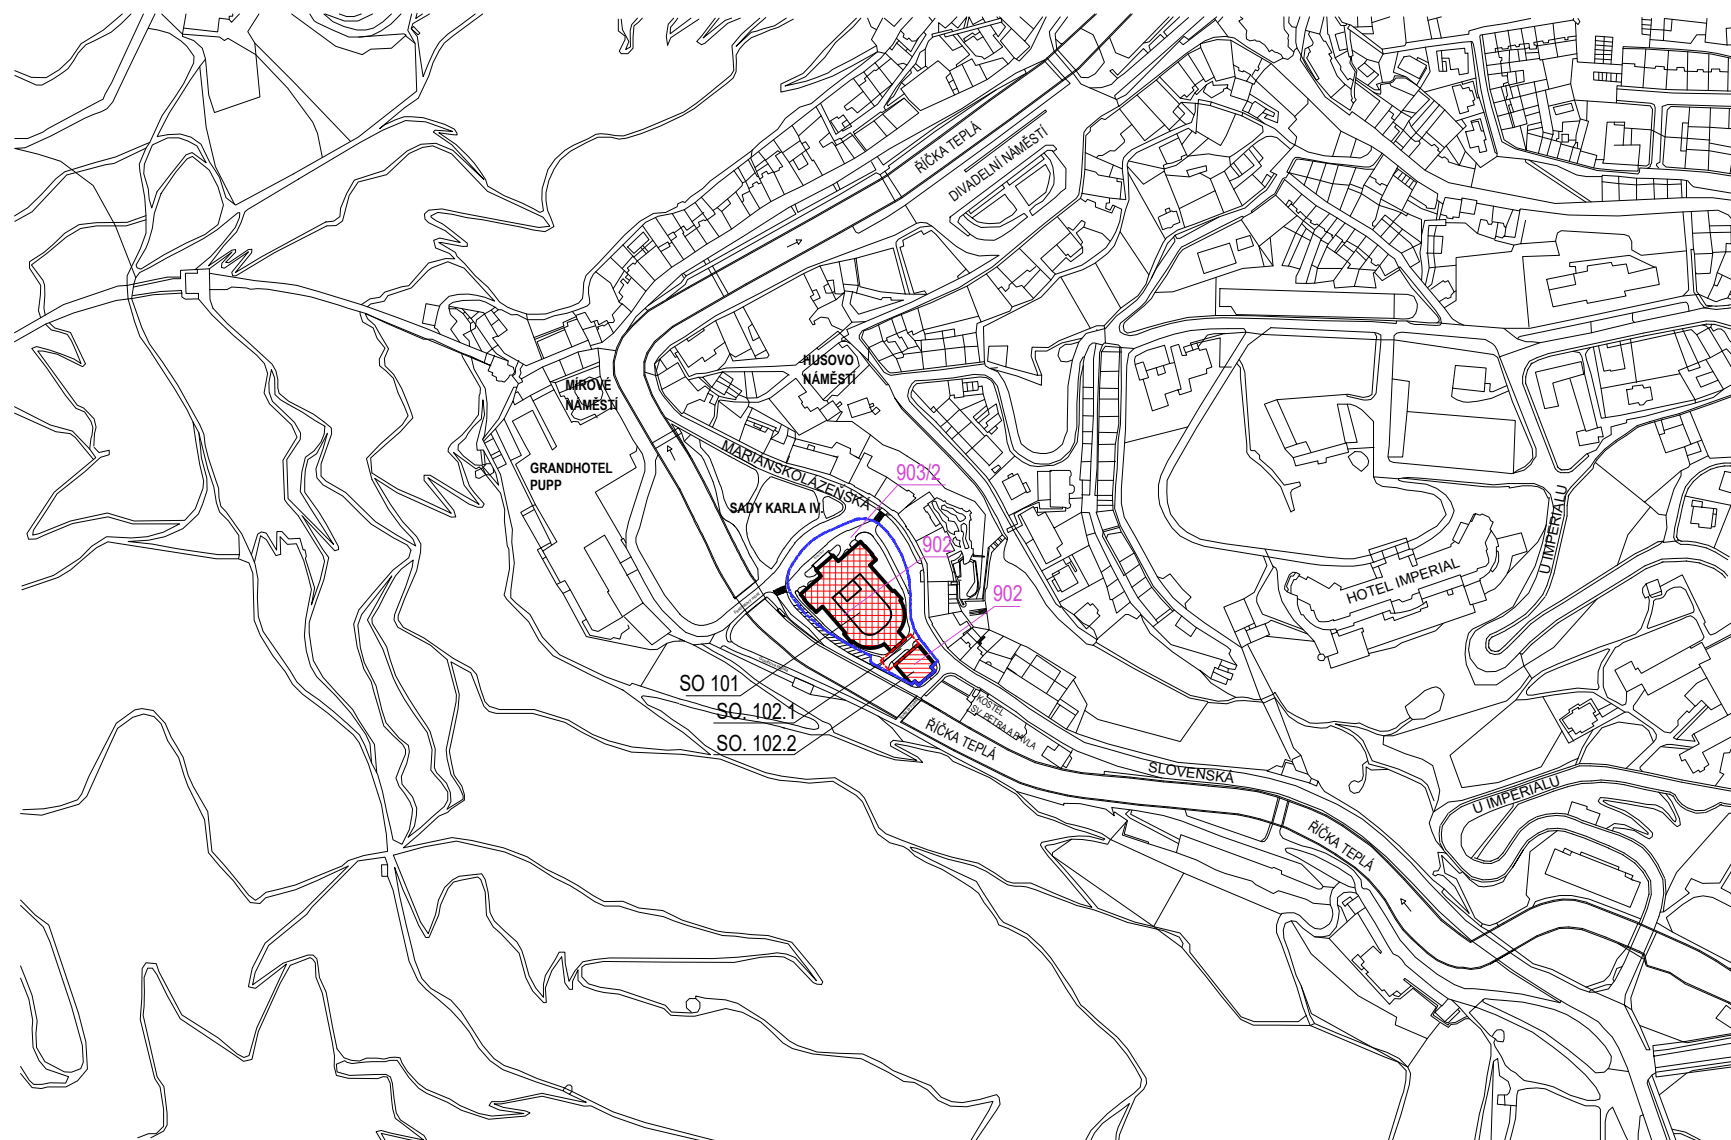 ŘÍČKA TEPLÁ
DIVADELNÍ NÁMĚSTÍ
HUSOVO
NÁMĚSTÍ
MÍROVÉ
NÁMĚSTÍ
MARIÁNSKOLÁZEŇSKÁ
GRANDHOTEL
PUPP
903/2
SADY KARLA IV.
902
902
U IMPERIÁLU
HOTEL IMPERIAL
SO 101
SO. 102.1
SO. 102.2
KOSTEL
SV. PETRA A PAVLA
ŘÍČKA TEPLÁ
SLOVENSKÁ
U IMPERIÁLU
ŘÍČKA TEPLÁ